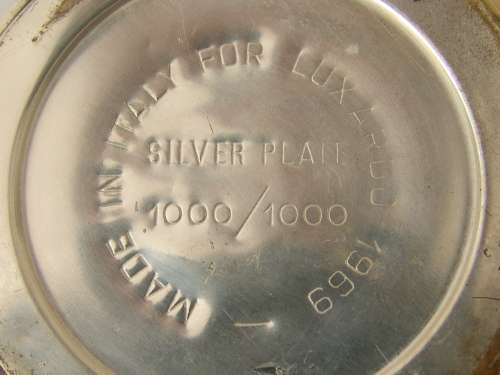 MADE IN ITALY FOR LUXARDO 1969
SILVER PLATE
1000/1000